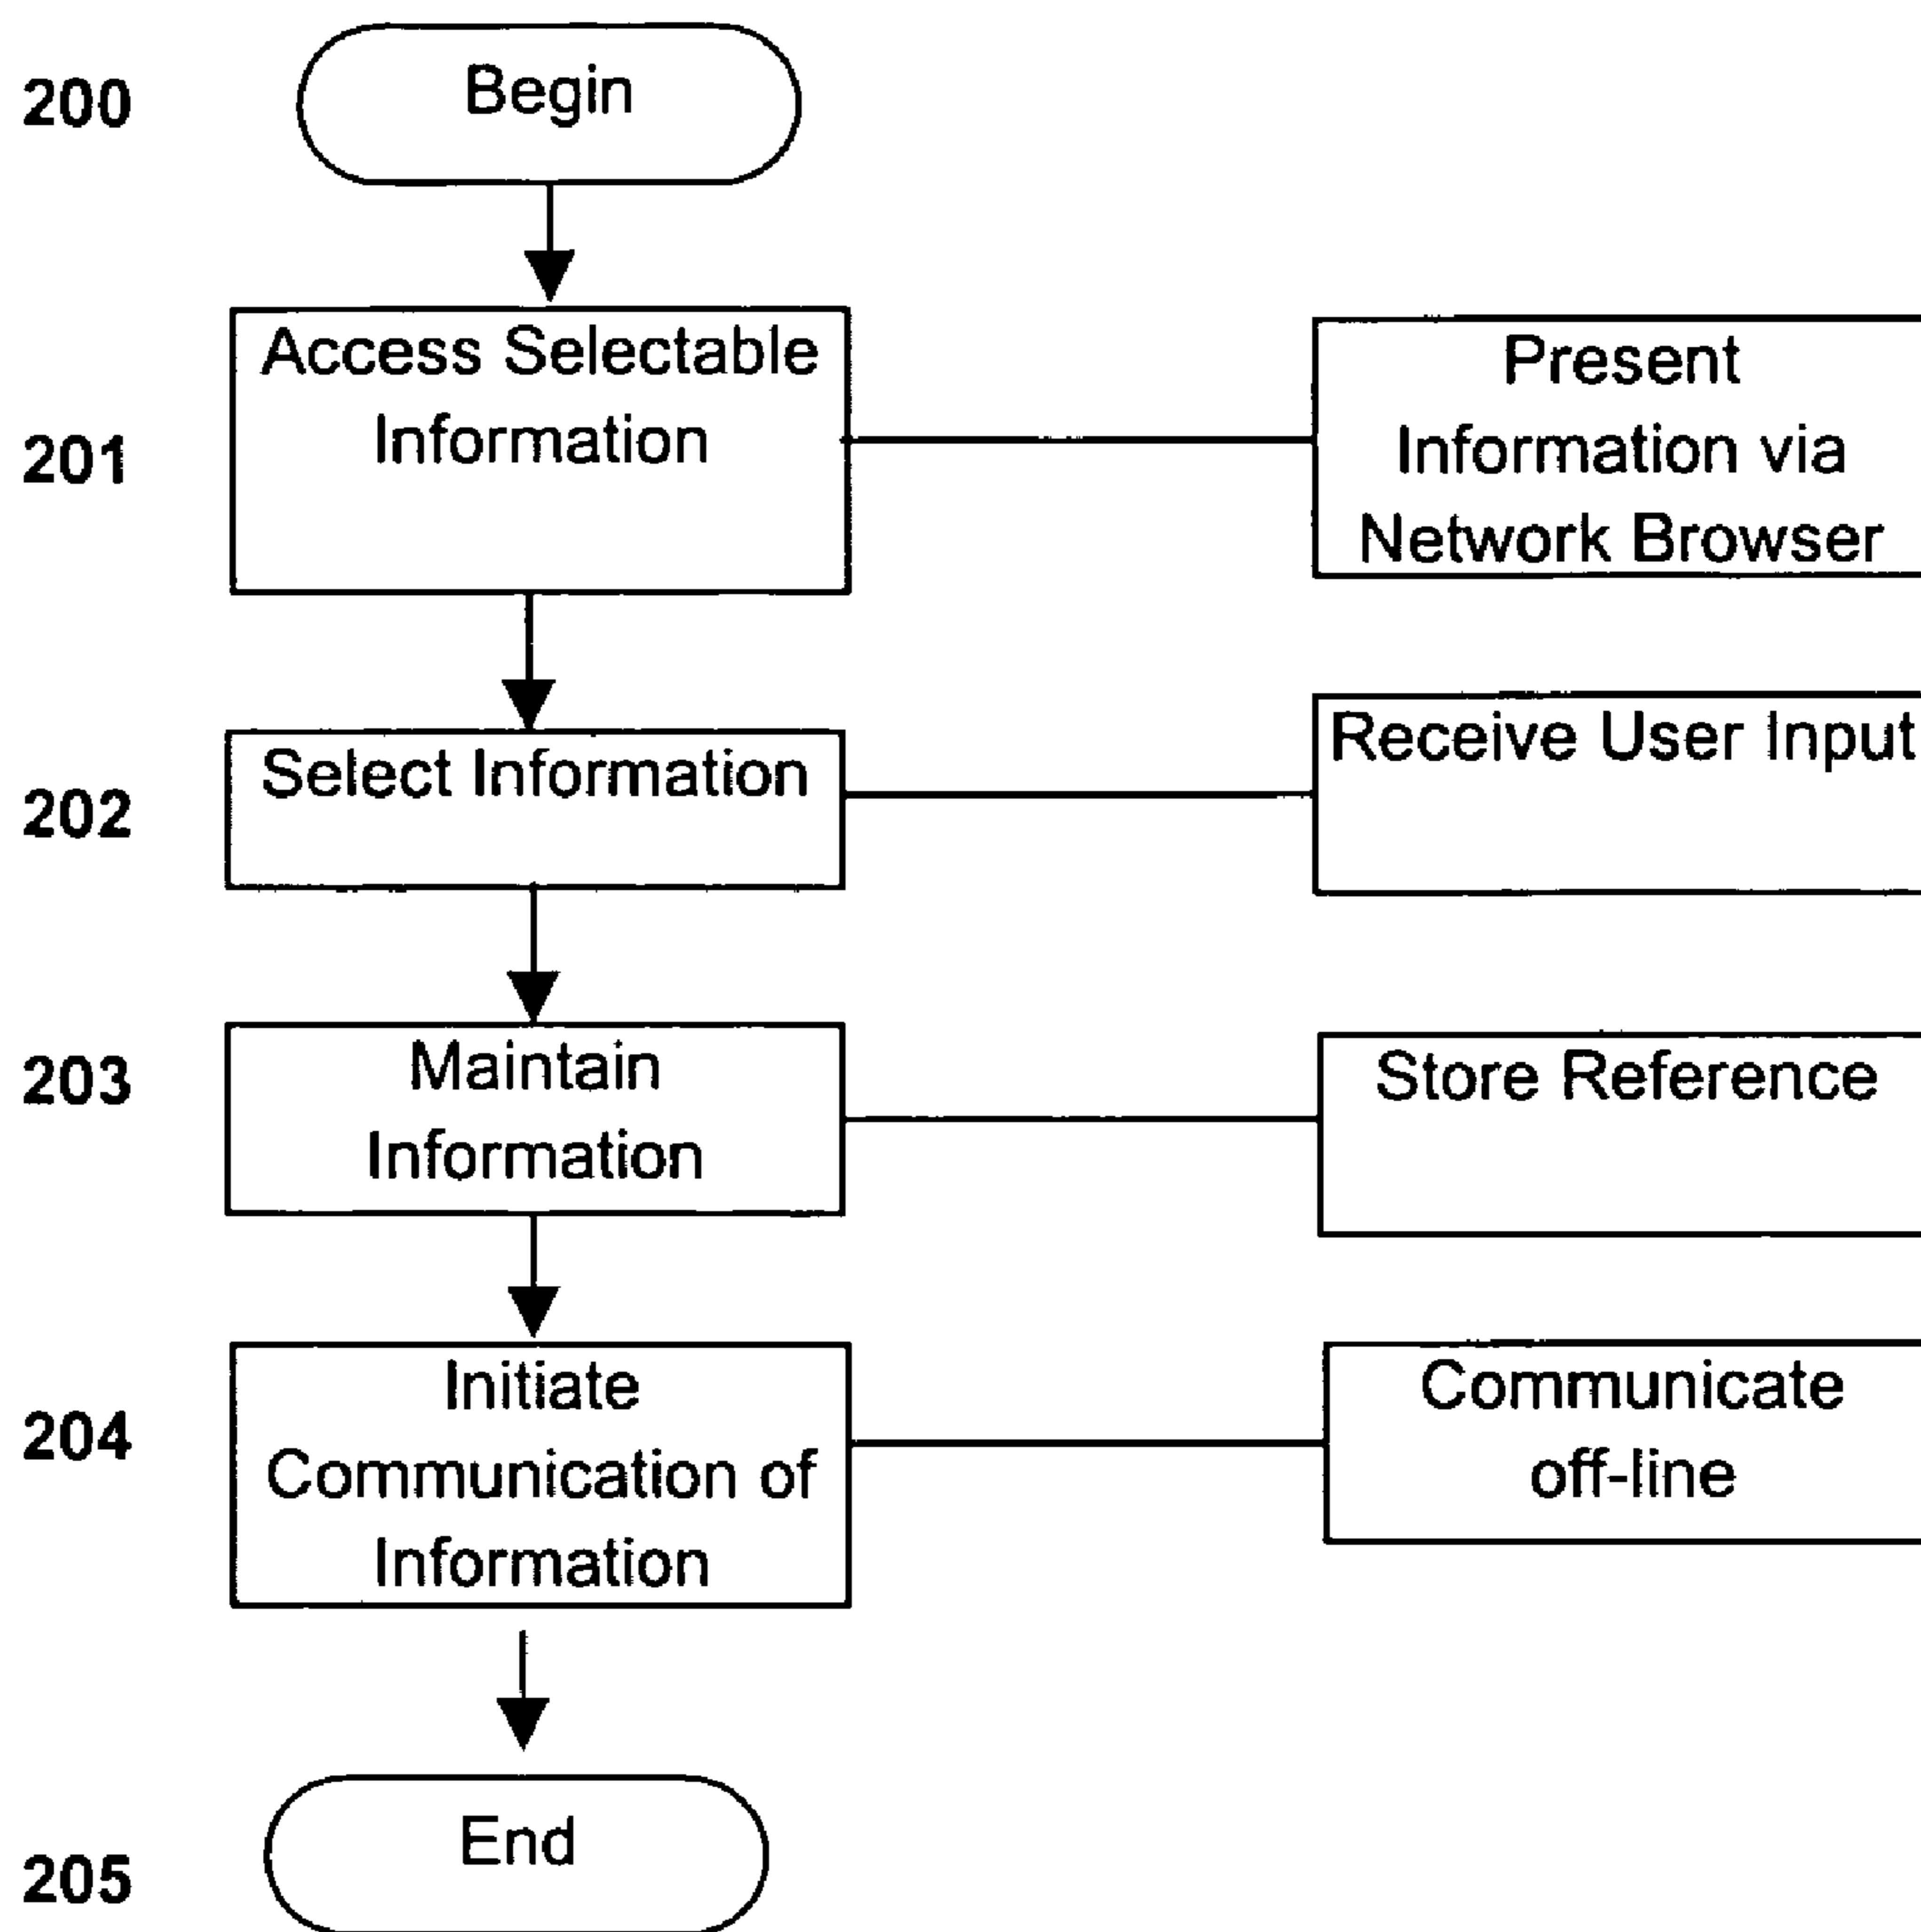 200
Begin
201
Access Selectable
Information
Present
Information via
Network Browser
202
Select Information
Receive User Input
203
Maintain
Information
Store Reference
204
Initiate
Communication of
Information
Communicate
off-line
205
End